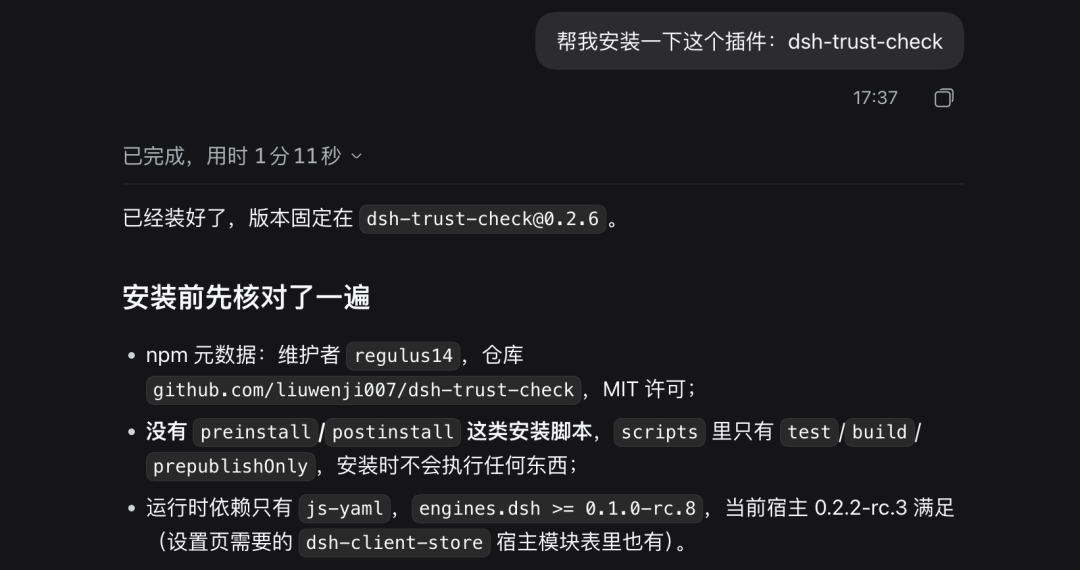 帮我安装一下这个插件：dsh-trust-check
17:37
已完成，用时 1 分 11 秒
已经装好了，版本固定在 dsh-trust-check@0.2.6。
安装前先核对了一遍
• npm 元数据：维护者 regulus14，仓库
github.com/liuwenji007/dsh-trust-check，MIT 许可；
• 没有 preinstall/postinstall 这类安装脚本，scripts 里只有 test/build/
prepublishOnly，安装时不会执行任何东西；
• 运行时依赖只有 js-yaml，engines.dsh >= 0.1.0-rc.8，当前宿主 0.2.2-rc.3 满足
（设置页需要的 dsh-client-store 宿主模块表里也有）。